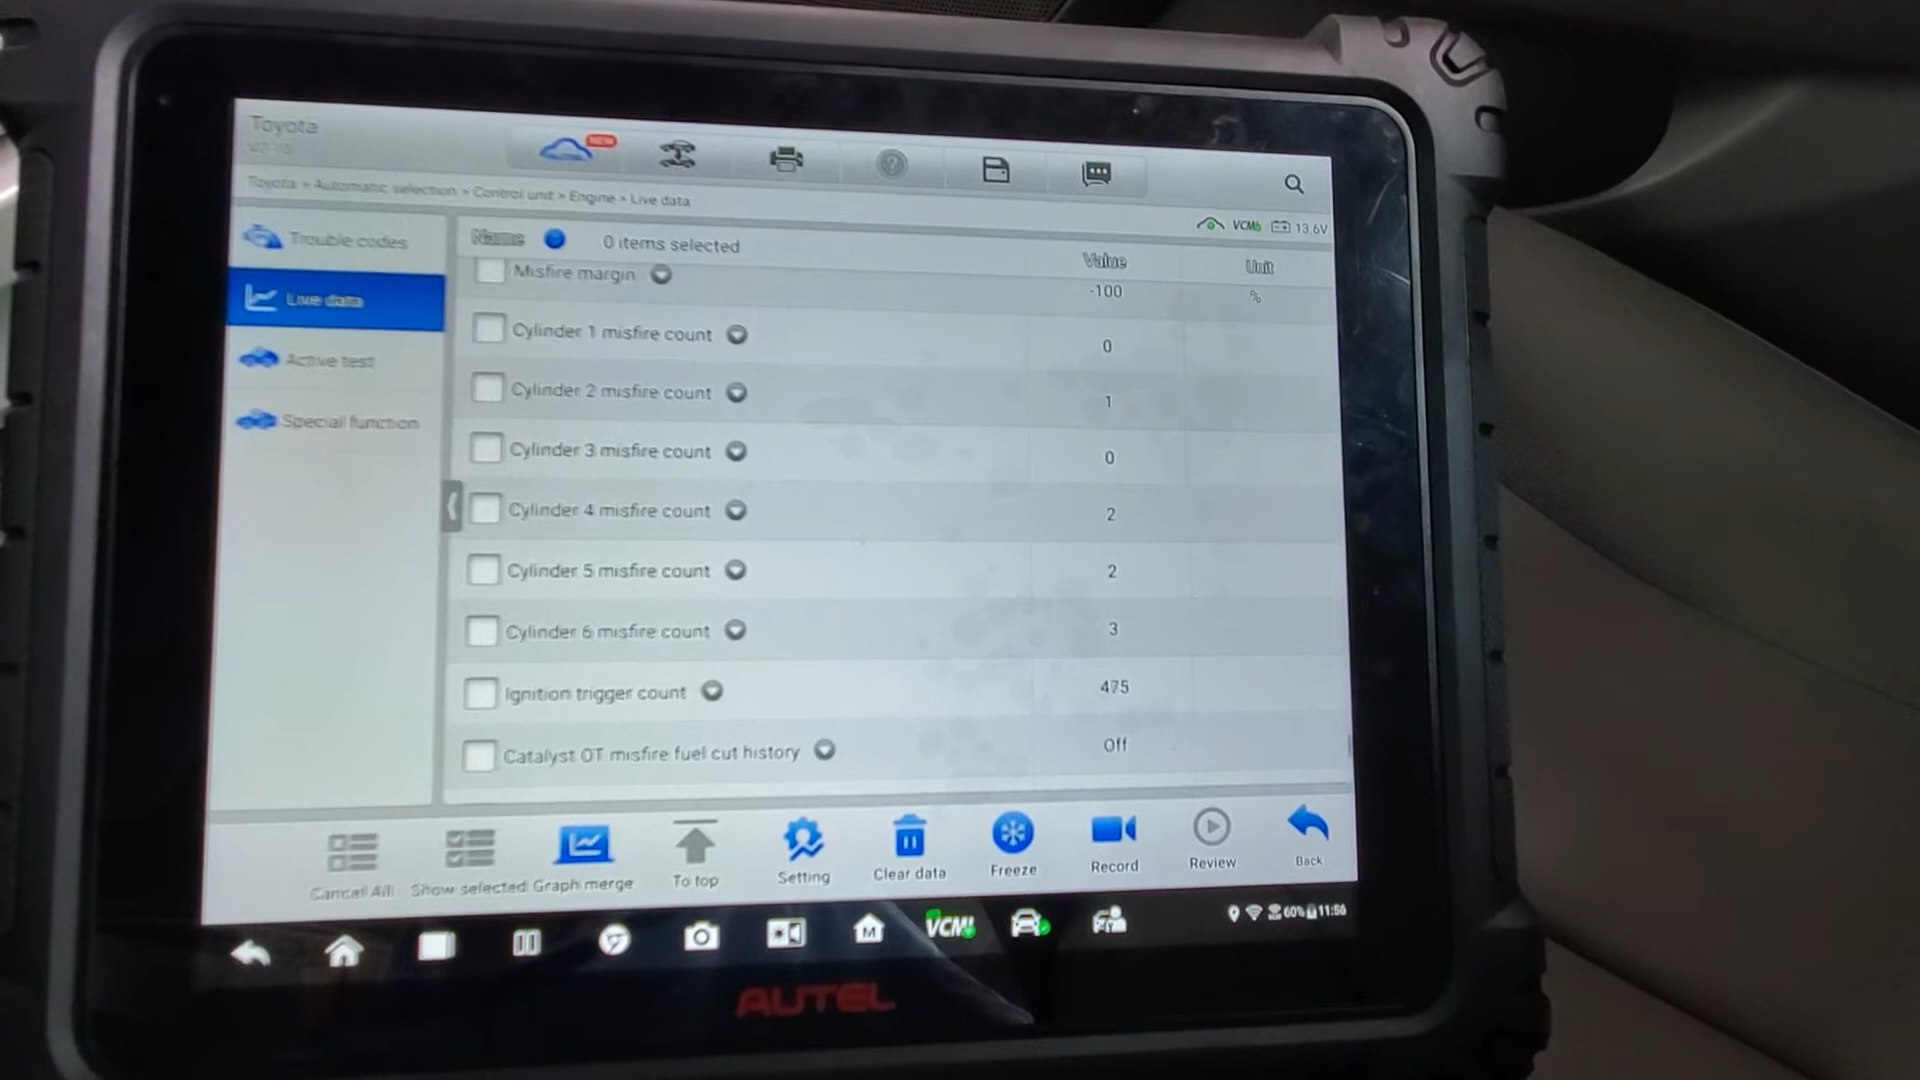 Toyota
NEW
Toyota > Automatic selection > Control unit > Engine > Live data
VCMI 13.6V
Trouble codes
Live data
Active test
Special function
Name 0 items selected Value Unit
Misfire margin -100 %
Cylinder 1 misfire count 0
Cylinder 2 misfire count 1
Cylinder 3 misfire count 0
Cylinder 4 misfire count 2
Cylinder 5 misfire count 2
Cylinder 6 misfire count 3
Ignition trigger count 475
Catalyst OT misfire fuel cut history Off
Cancel All Show selected Graph merge To top Setting Clear data Freeze Record Review Back
M VCMI 60% 11:50
AUTEL